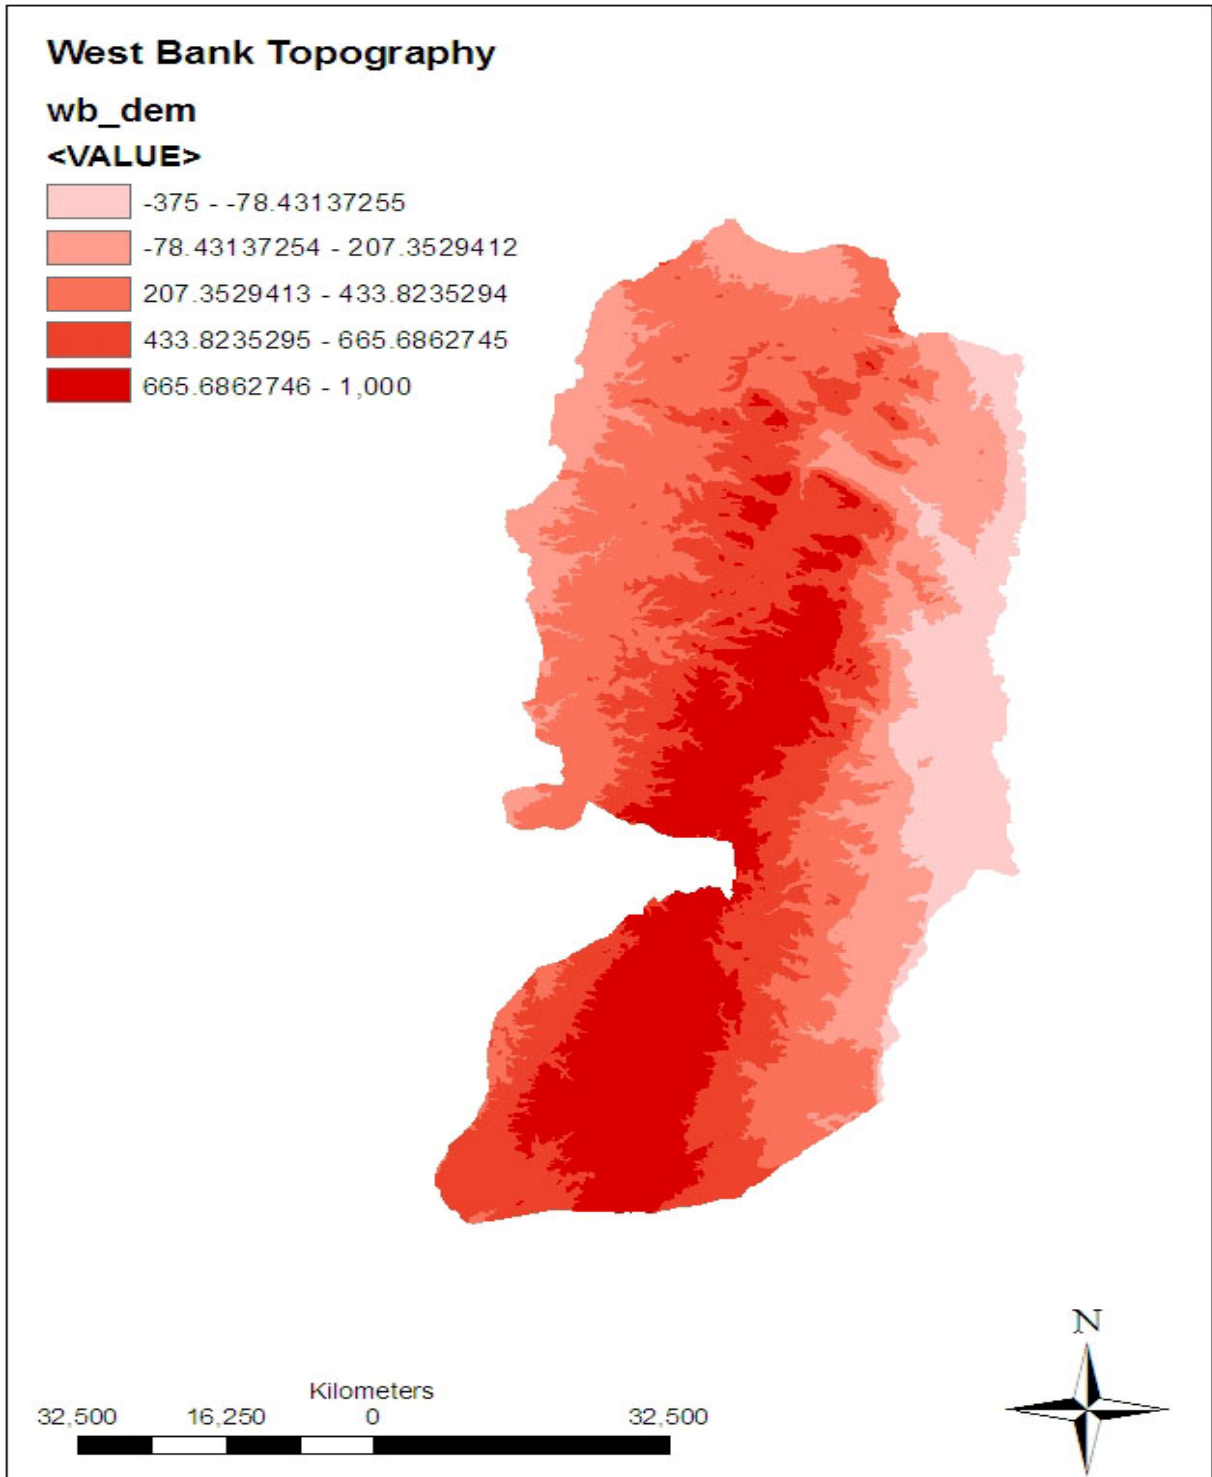 West Bank Topography
wb_dem
<VALUE>
-375 - -78.43137255
-78.43137254 - 207.3529412
207.3529413 - 433.8235294
433.8235295 - 665.6862745
665.6862746 - 1,000
N
Kilometers
32,500 16,250 0 32,500